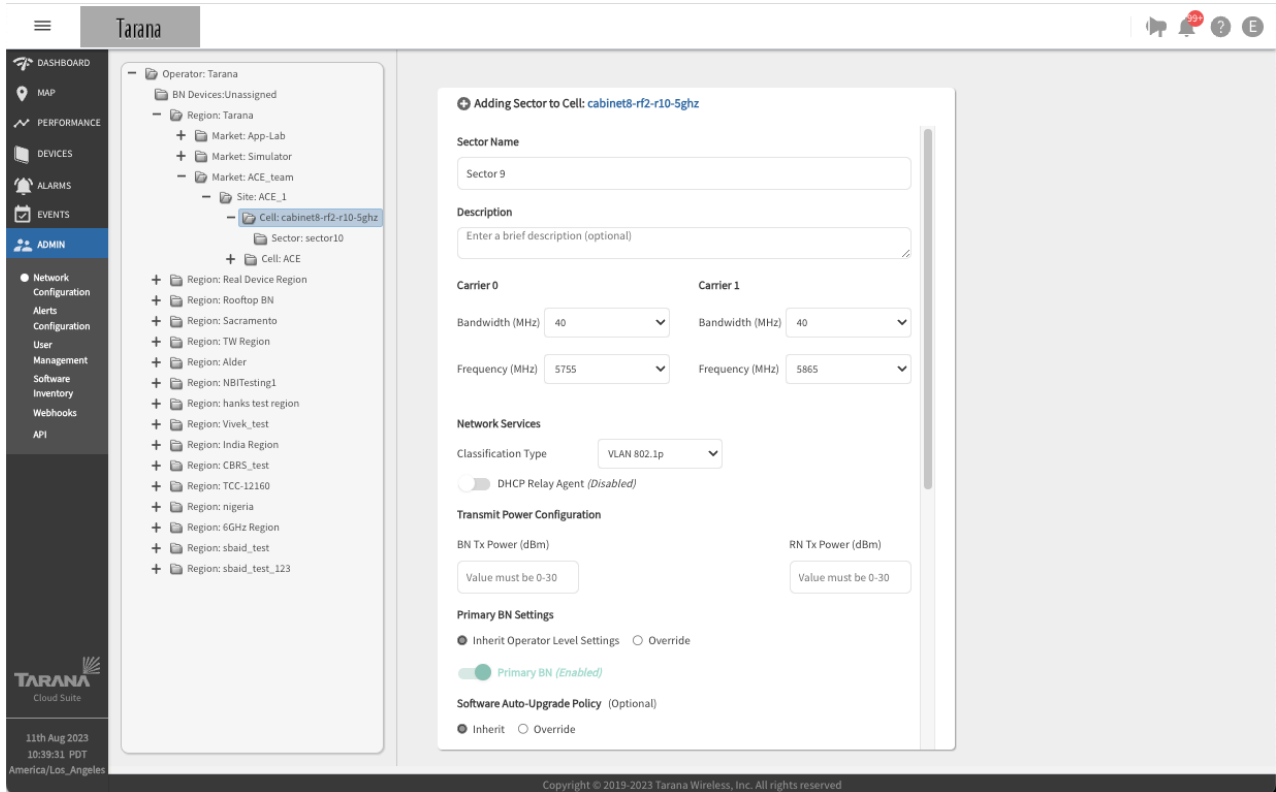 Tarana
99+
?
E
DASHBOARD
MAP
PERFORMANCE
DEVICES
ALARMS
EVENTS
ADMIN
Network
Configuration
Alerts
Configuration
User
Management
Software
Inventory
Webhooks
API
TARANA
Cloud Suite
11th Aug 2023
10:39:31 PDT
America/Los_Angeles
Operator: Tarana
BN Devices:Unassigned
Region: Tarana
Market: App-Lab
Market: Simulator
Market: ACE_team
Site: ACE_1
Cell: cabinet8-rf2-r10-5ghz
Sector: sector10
Cell: ACE
Region: Real Device Region
Region: Rooftop BN
Region: Sacramento
Region: TW Region
Region: Alder
Region: NBITesting1
Region: hanks test region
Region: Vivek_test
Region: India Region
Region: CBRS_test
Region: TCC-12160
Region: nigeria
Region: 6GHz Region
Region: sbaid_test
Region: sbaid_test_123
Adding Sector to Cell: cabinet8-rf2-r10-5ghz
Sector Name
Sector 9
Description
Enter a brief description (optional)
Carrier 0 Carrier 1
Bandwidth (MHz) 40 Bandwidth (MHz) 40
Frequency (MHz) 5755 Frequency (MHz) 5865
Network Services
Classification Type VLAN 802.1p
DHCP Relay Agent (Disabled)
Transmit Power Configuration
BN Tx Power (dBm) RN Tx Power (dBm)
Value must be 0-30 Value must be 0-30
Primary BN Settings
Inherit Operator Level Settings Override
Primary BN (Enabled)
Software Auto-Upgrade Policy (Optional)
Inherit Override
Copyright © 2019-2023 Tarana Wireless, Inc. All rights reserved